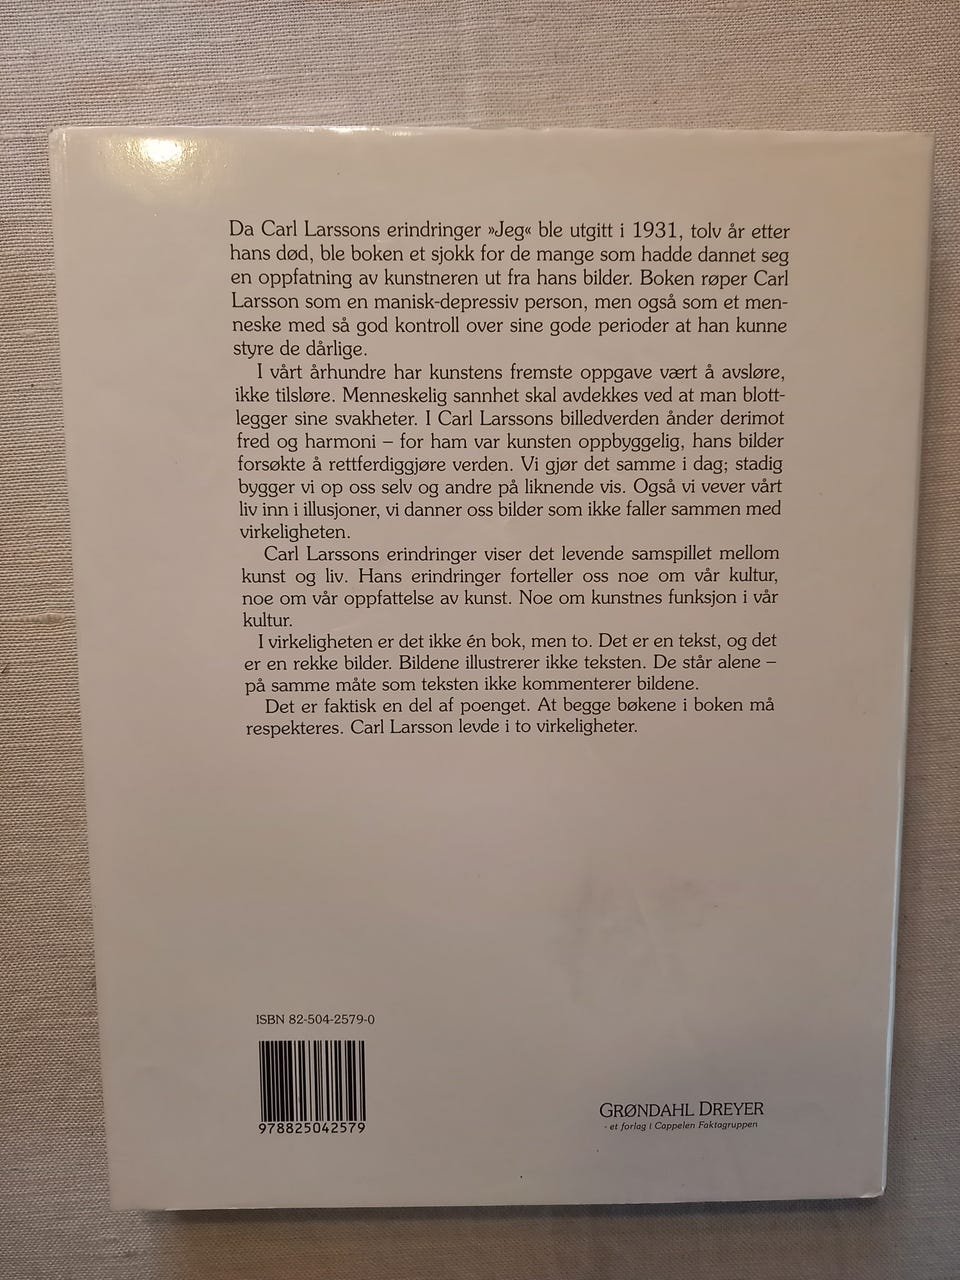 Da Carl Larssons erindringer »Jeg« ble utgitt i 1931, tolv år etter
hans død, ble boken et sjokk for de mange som hadde dannet seg
en oppfatning av kunstneren ut fra hans bilder. Boken røper Carl
Larsson som en manisk-depressiv person, men også som et men-
neske med så god kontroll over sine gode perioder at han kunne
styre de dårlige.
I vårt århundre har kunstens fremste oppgave vært å avsløre,
ikke tilsløre. Menneskelig sannhet skal avdekkes ved at man blott-
legger sine svakheter. I Carl Larssons billedverden ånder derimot
fred og harmoni – for ham var kunsten oppbyggelig, hans bilder
forsøkte å rettferdiggjøre verden. Vi gjør det samme i dag; stadig
bygger vi op oss selv og andre på liknende vis. Også vi vever vårt
liv inn i illusjoner, vi danner oss bilder som ikke faller sammen med
virkeligheten.
Carl Larssons erindringer viser det levende samspillet mellom
kunst og liv. Hans erindringer forteller oss noe om vår kultur,
noe om vår oppfattelse av kunst. Noe om kunstnes funksjon i vår
kultur.
I virkeligheten er det ikke én bok, men to. Det er en tekst, og det
er en rekke bilder. Bildene illustrerer ikke teksten. De står alene –
på samme måte som teksten ikke kommenterer bildene.
Det er faktisk en del af poenget. At begge bøkene i boken må
respekteres. Carl Larsson levde i to virkeligheter.
ISBN 82-504-2579-0
978825042579
GRØNDAHL DREYER
- et forlag i Cappelen Faktagruppen